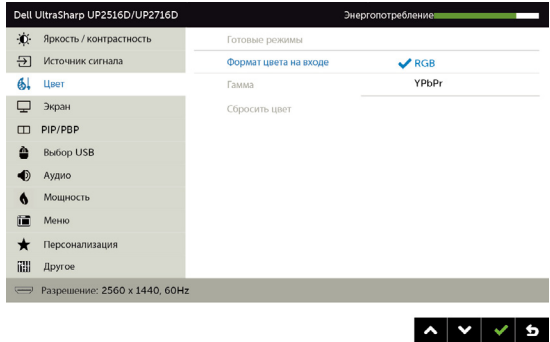 Dell UltraSharp UP2516D/UP2716D
Энергопотребление
Яркость / контрастность
Готовые режимы
Источник сигнала
Формат цвета на входе
RGB
Цвет
Гамма
YPbPr
Экран
Сбросить цвет
PIP/PBP
Выбор USB
Аудио
Мощность
Меню
Персонализация
Другое
Разрешение: 2560 x 1440, 60Hz